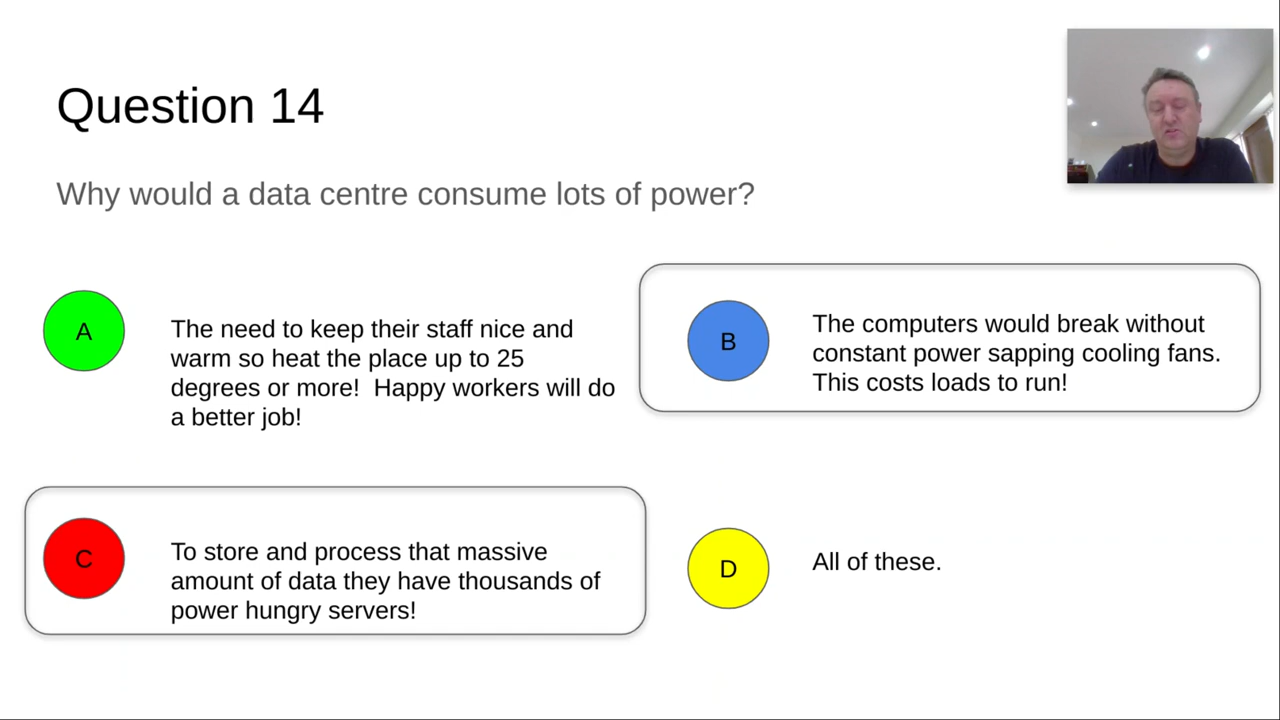 Question 14
Why would a data centre consume lots of power?
A
The need to keep their staff nice and
warm so heat the place up to 25
degrees or more!  Happy workers will do
a better job!
B
The computers would break without
constant power sapping cooling fans.
This costs loads to run!
C
To store and process that massive
amount of data they have thousands of
power hungry servers!
D
All of these.